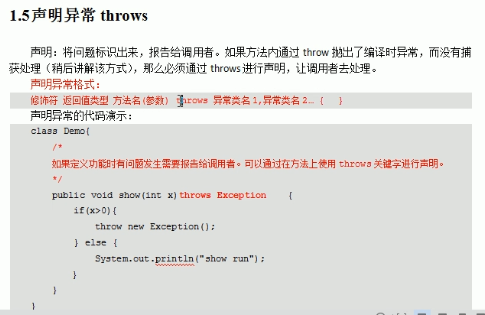 1.5声明异常 throws
声明：将问题标识出来，报告给调用者。如果方法内通过 throw 抛出了编译时异常，而没有捕
获处理（稍后讲解该方式），那么必须通过 throws 进行声明，让调用者去处理。
声明异常格式：
修饰符 返回值类型 方法名(参数) throws 异常类名 1,异常类名 2… { }
声明异常的代码演示：
class Demo{
/*
如果定义功能时有问题发生需要报告给调用者。可以通过在方法上使用 throws 关键字进行声明。
*/
public void show(int x)throws Exception {
if(x>0){
throw new Exception();
} else {
System.out.println("show run");
}
}
}